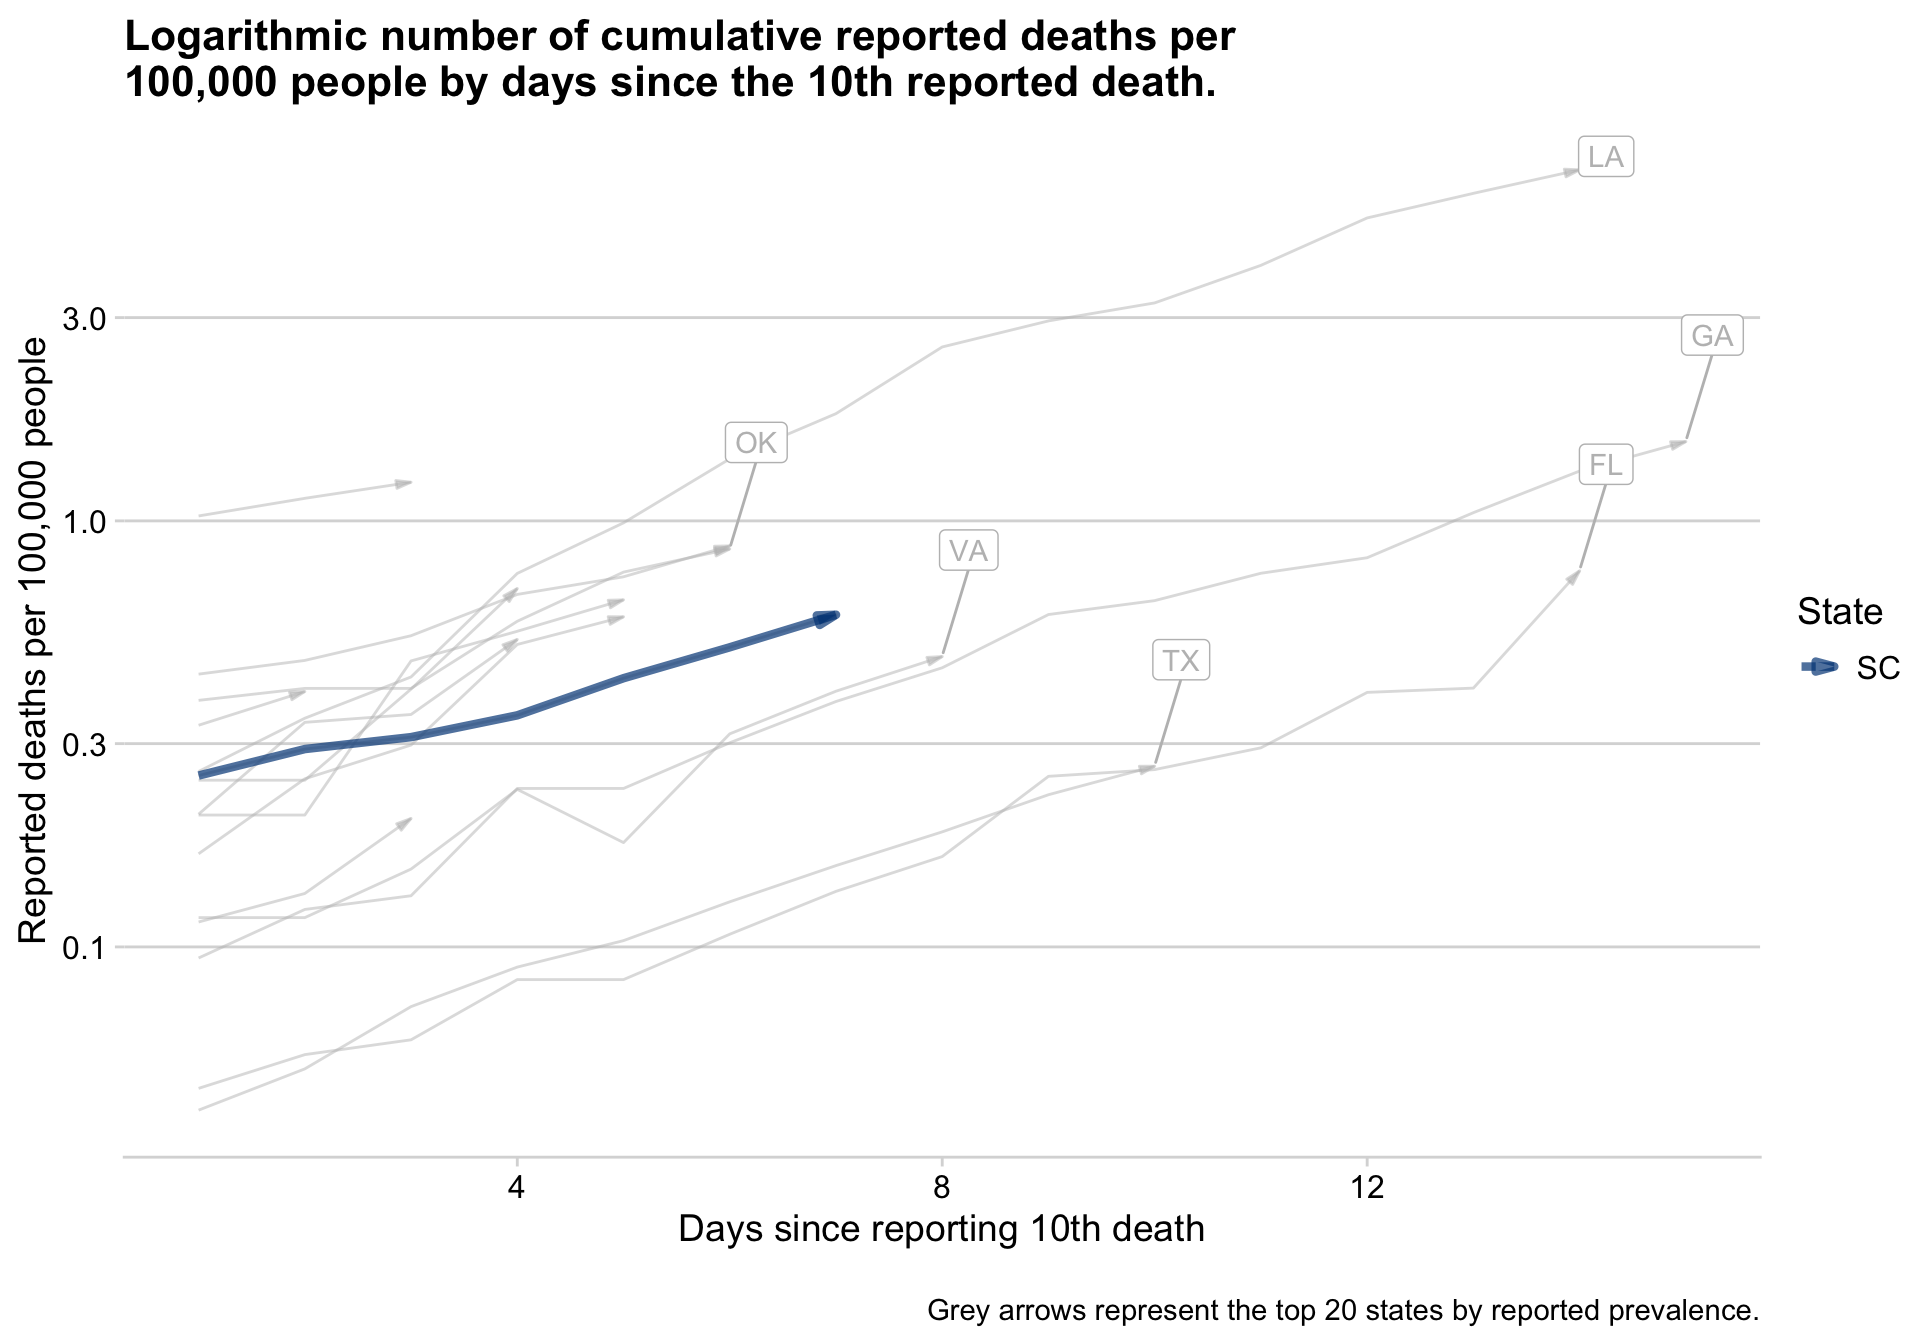 Logarithmic number of cumulative reported deaths per
100,000 people by days since the 10th reported death.
LA
3.0
GA
OK
FL
1.0
VA
TX
0.3
0.1
Reported deaths per 100,000 people
State
SC
4 8 12
Days since reporting 10th death
Grey arrows represent the top 20 states by reported prevalence.